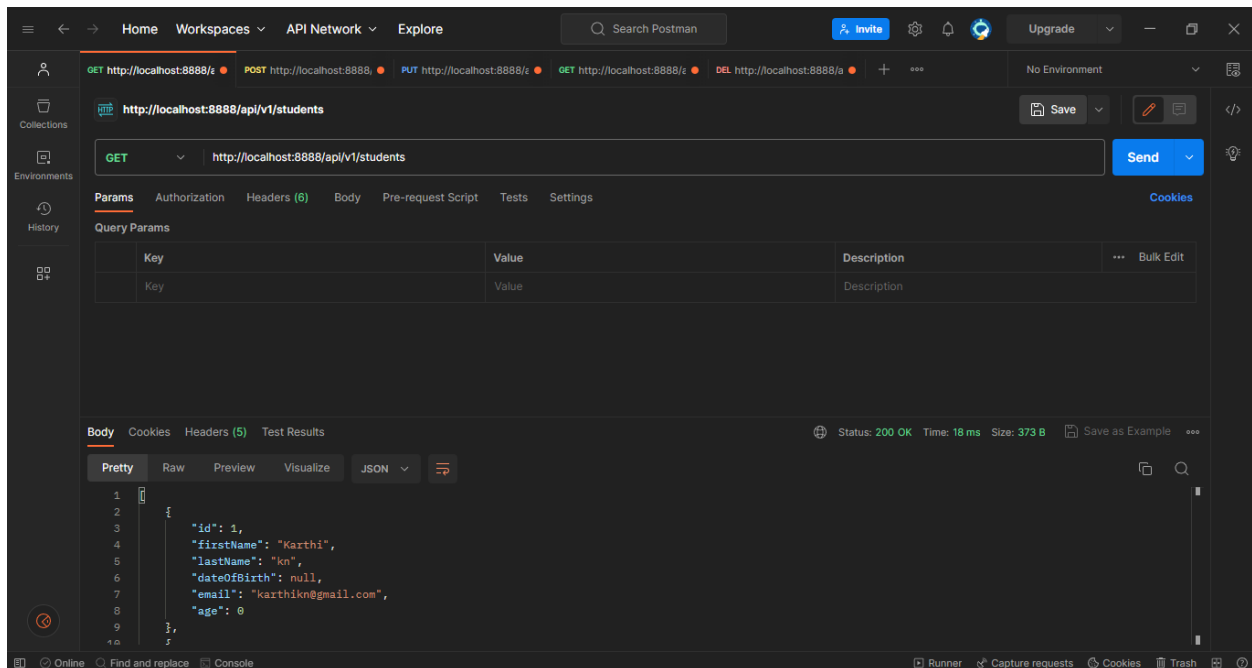 Home Workspaces API Network Explore Search Postman Invite Upgrade
GET http://localhost:8888/a POST http://localhost:8888/ PUT http://localhost:8888/a GET http://localhost:8888/a DEL http://localhost:8888/a No Environment
HTTP http://localhost:8888/api/v1/students Save
Collections
GET http://localhost:8888/api/v1/students Send
Environments
Params Authorization Headers (6) Body Pre-request Script Tests Settings Cookies
History
Query Params
Key Value Description Bulk Edit
Key Value Description
Body Cookies Headers (5) Test Results Status: 200 OK Time: 18 ms Size: 373 B Save as Example
Pretty Raw Preview Visualize JSON
1 [
2 {
3 "id": 1,
4 "firstName": "Karthi",
5 "lastName": "kn",
6 "dateOfBirth": null,
7 "email": "karthikn@gmail.com",
8 "age": 0
9 },
10 {
Online Find and replace Console Runner Capture requests Cookies Trash